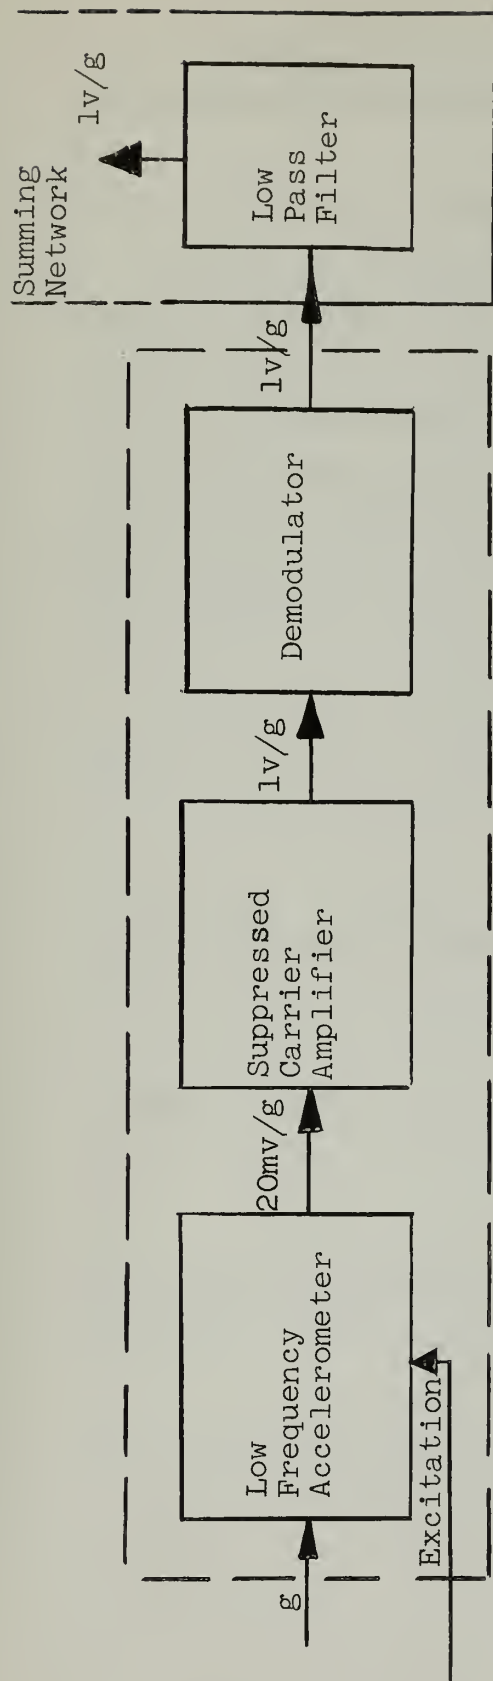 g
Low
Frequency
Accelerometer
Excitation
20mv/g
Suppressed
Carrier
Amplifier
1v/g
Demodulator
1v/g
Low
Pass
Filter
Summing
Network
1v/g